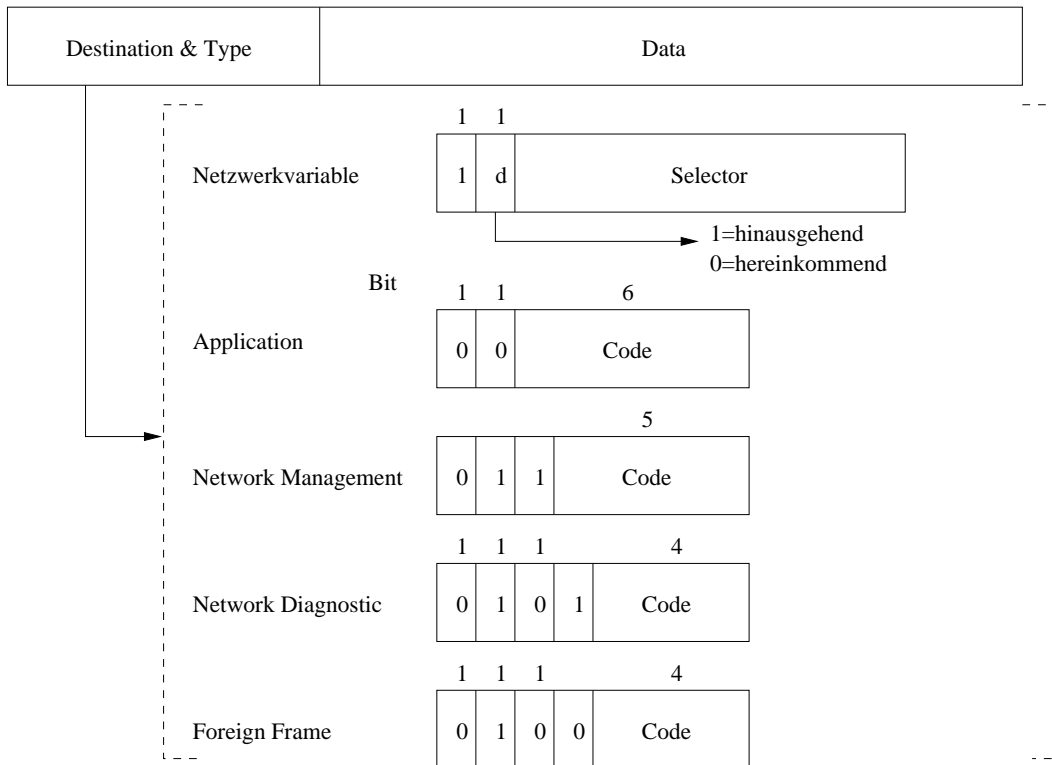 Destination & Type Data
1 1
Netzwerkvariable 1 d Selector
1=hinausgehend
0=hereinkommend
Bit 1 1 6
Application 0 0 Code
5
Network Management 0 1 1 Code
1 1 1 4
Network Diagnostic 0 1 0 1 Code
1 1 1 4
Foreign Frame 0 1 0 0 Code